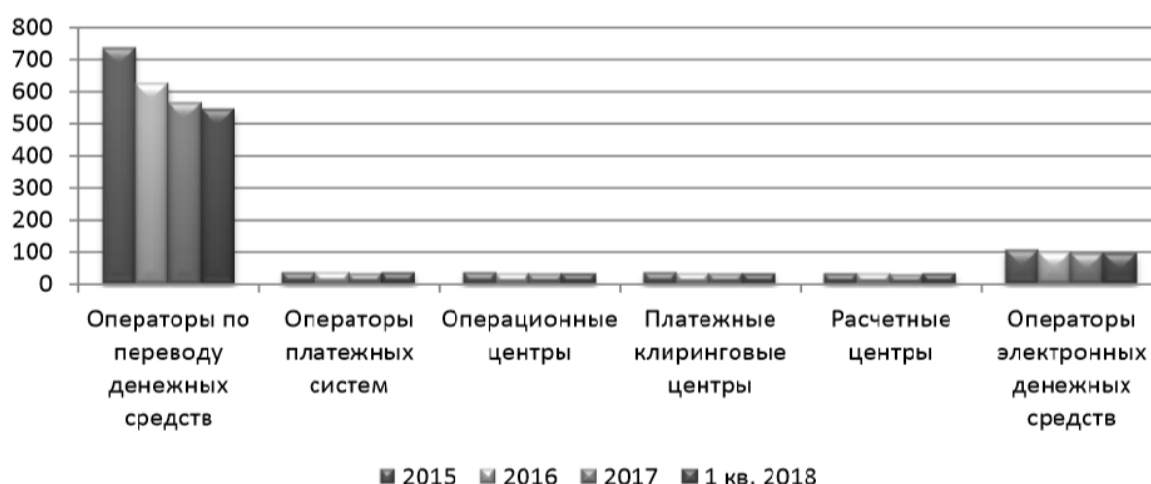 800
700
600
500
400
300
200
100
0
Операторы по переводу денежных средств
Операторы платежных систем
Операционные центры
Платежные клиринговые центры
Расчетные центры
Операторы электронных денежных средств
2015 2016 2017 1 кв. 2018